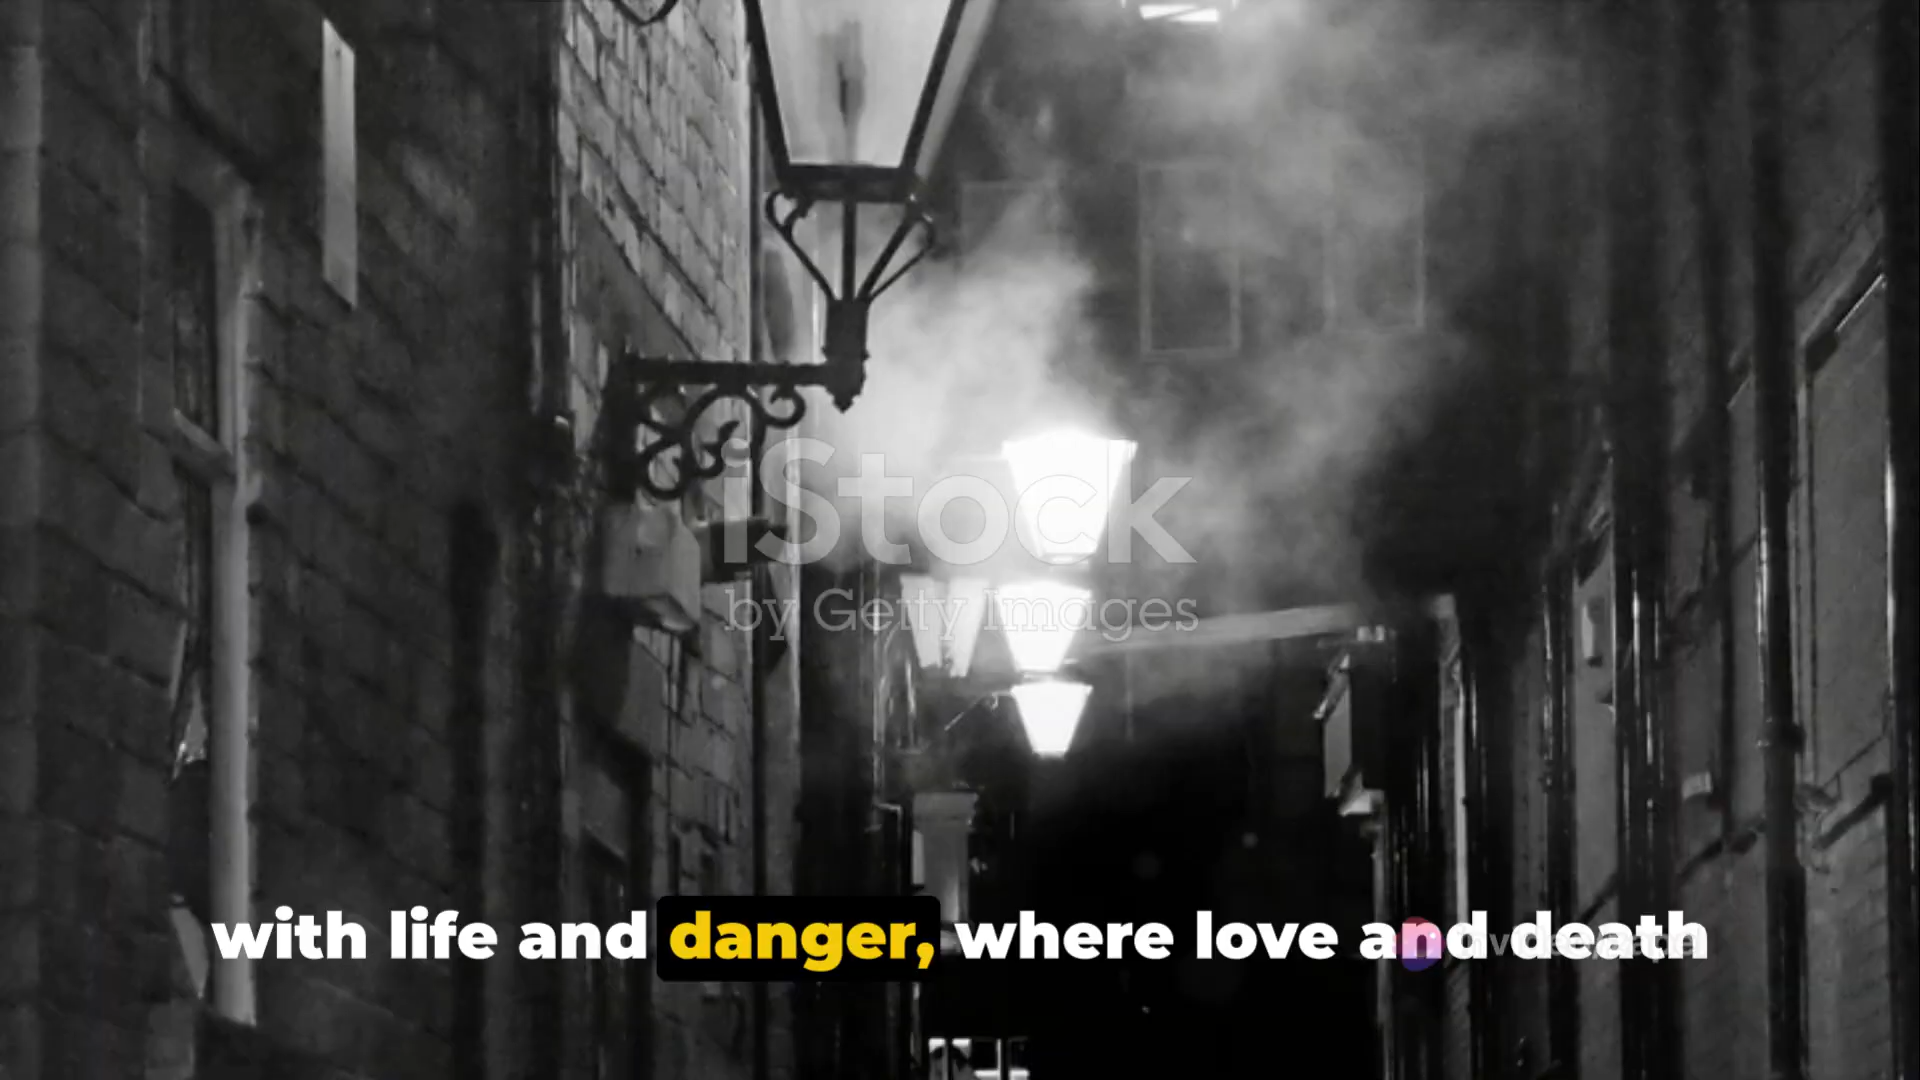 iStock
by Getty Images
with life and danger, where love and death